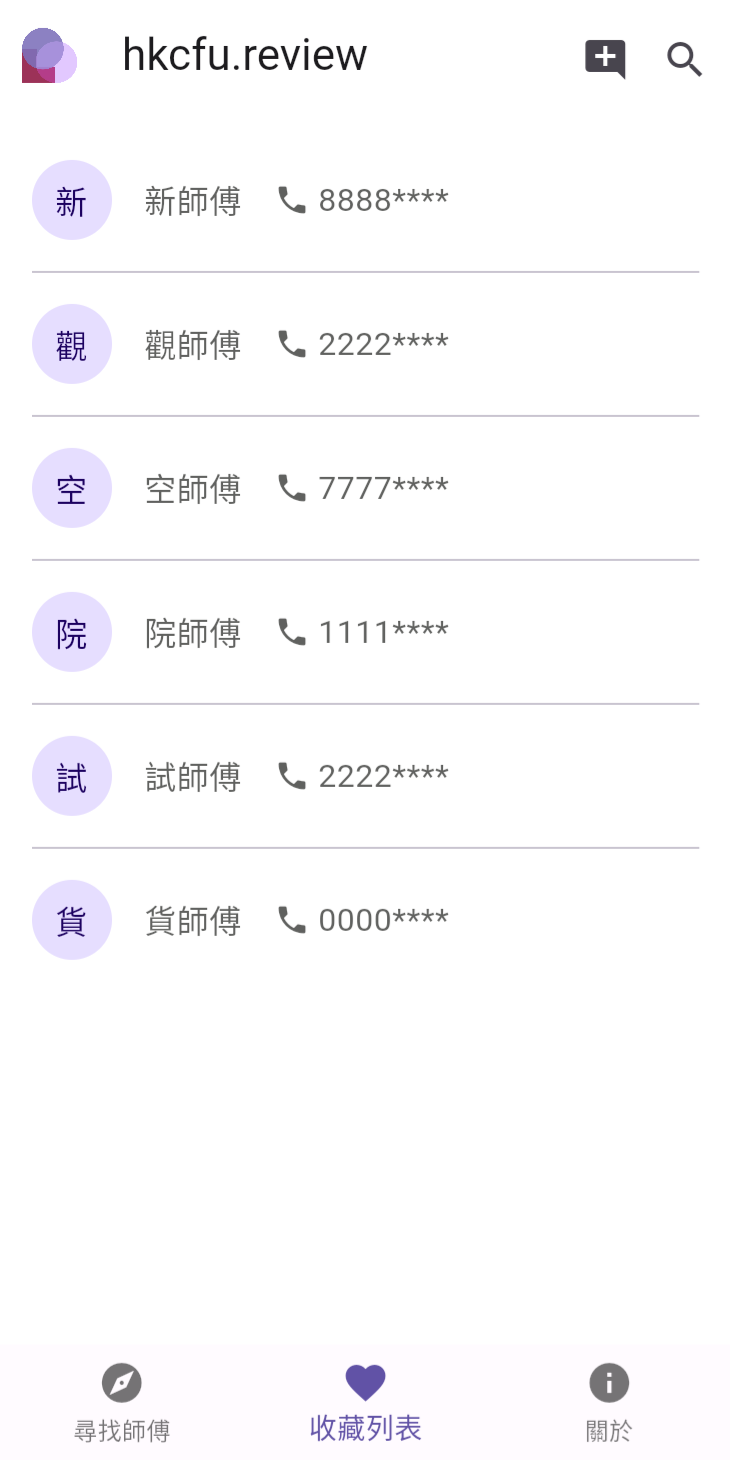 hkcfu.review
新 新師傅 8888****
觀 觀師傅 2222****
空 空師傅 7777****
院 院師傅 1111****
試 試師傅 2222****
貨 貨師傅 0000****
尋找師傅 收藏列表 關於